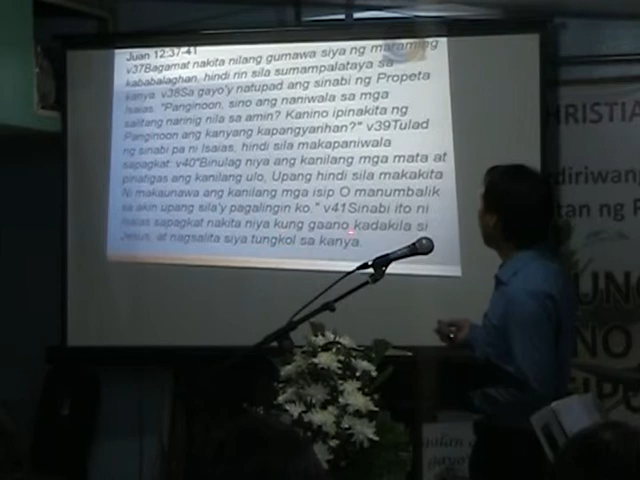 Juan 12:37-41
v37Bagamat nakita nilang gumawa siya ng maraming
kababalaghan, hindi rin sila sumampalataya sa
kanya. v38Sa gayo'y natupad ang sinabi ng Propeta
Isaias. "Panginoon, sino ang naniwala sa mga
salitang narinig nila sa amin? Kanino ipinakita ng
Panginoon ang kanyang kapangyarihan?" v39Tulad
ng sinabi pa ni Isaias, hindi sila makapaniwala
sapagkat v40"Binulag niya ang kanilang mga mata at
pinatigas ang kanilang ulo, Upang hindi sila makakita
Ni makaunawa ang kanilang mga isip O manumbalik
sa akin upang sila'y pagalingin ko." v41Sinabi ito ni
Isaias sapagkat nakita niya kung gaano kadakila si
Jesus, at nagsalita siya tungkol sa kanya.
HRISTIA
diriwang
tan ng P
UNG
NO